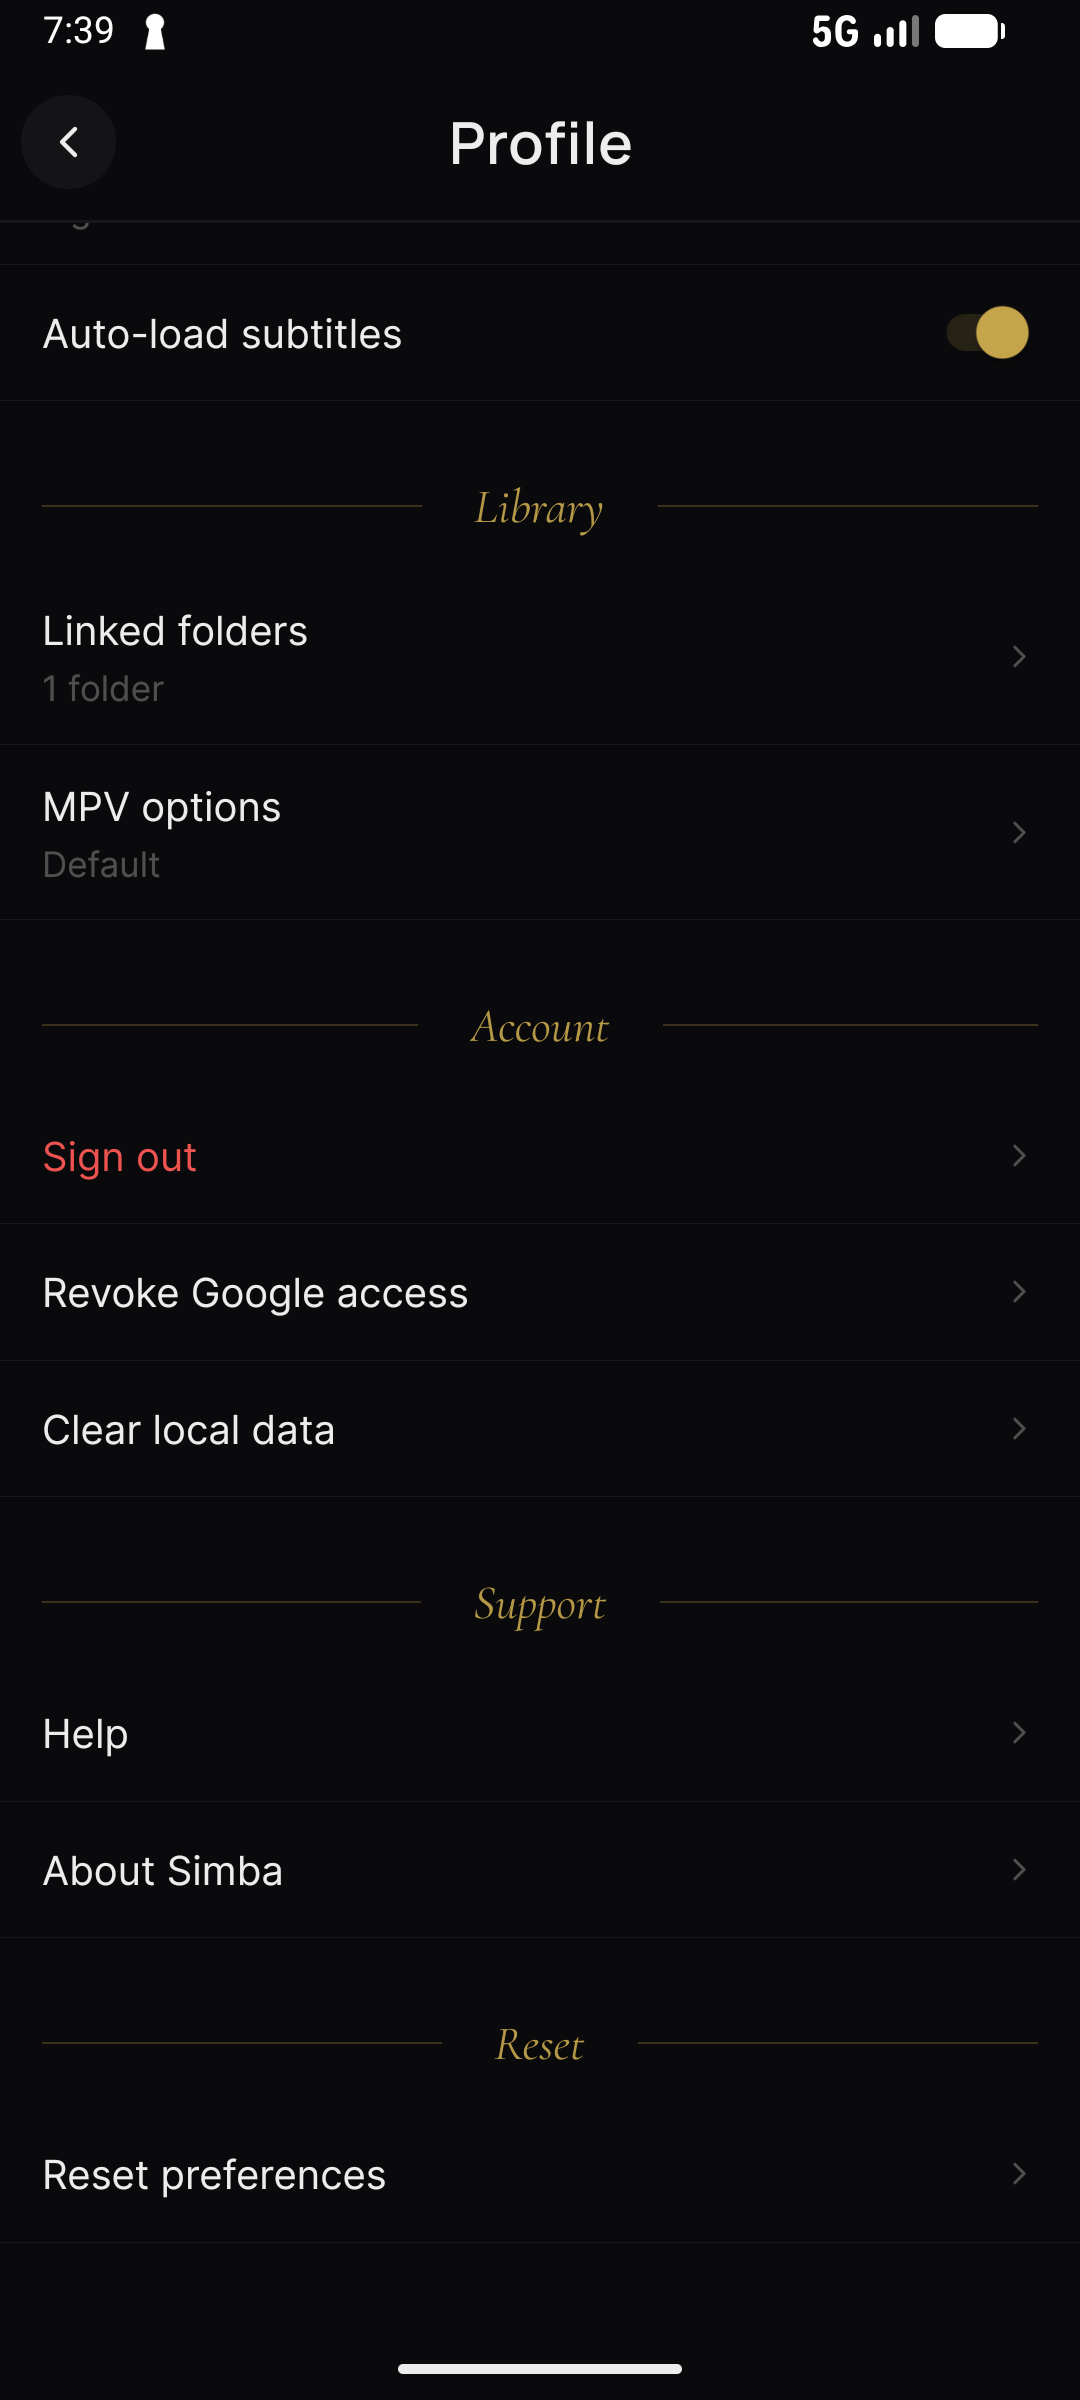 7:39
5G
Profile
Auto-load subtitles
Library
Linked folders
1 folder
MPV options
Default
Account
Sign out
Revoke Google access
Clear local data
Support
Help
About Simba
Reset
Reset preferences